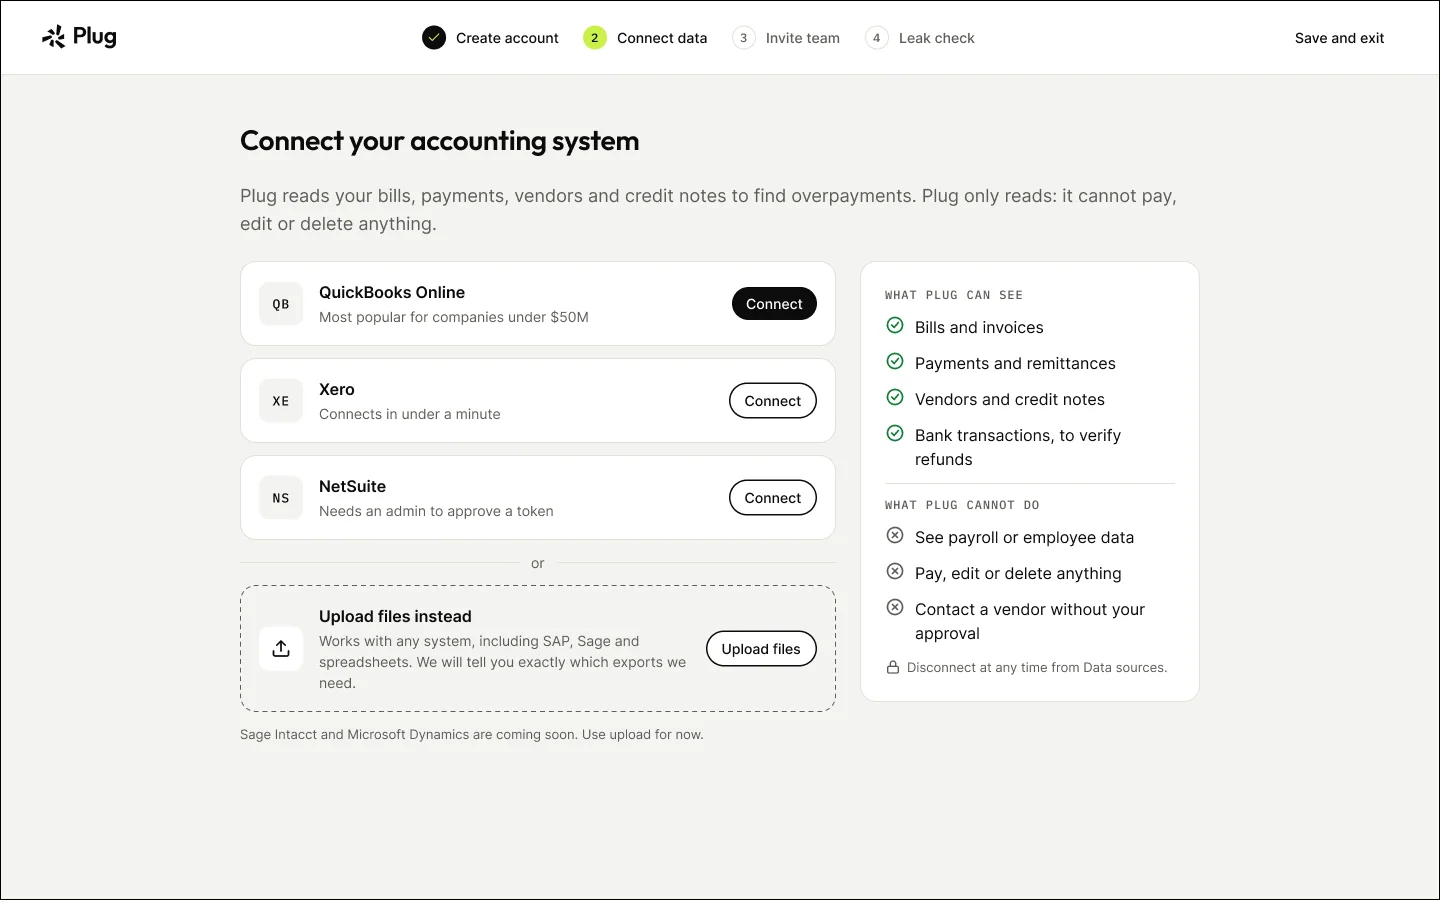 Plug
Create account
2 Connect data
3 Invite team
4 Leak check
Save and exit
Connect your accounting system
Plug reads your bills, payments, vendors and credit notes to find overpayments. Plug only reads: it cannot pay,
edit or delete anything.
QB
QuickBooks Online
Most popular for companies under $50M
Connect
XE
Xero
Connects in under a minute
Connect
NS
NetSuite
Needs an admin to approve a token
Connect
or
Upload files instead
Works with any system, including SAP, Sage and
spreadsheets. We will tell you exactly which exports we
need.
Upload files
Sage Intacct and Microsoft Dynamics are coming soon. Use upload for now.
WHAT PLUG CAN SEE
Bills and invoices
Payments and remittances
Vendors and credit notes
Bank transactions, to verify
refunds
WHAT PLUG CANNOT DO
See payroll or employee data
Pay, edit or delete anything
Contact a vendor without your
approval
Disconnect at any time from Data sources.